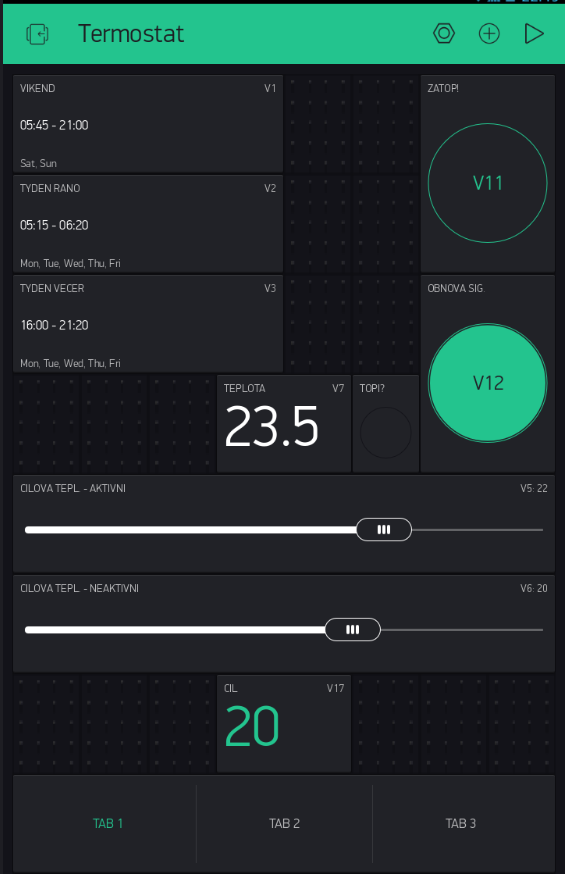 Termostat
VIKEND V1
05:45 - 21:00
Sat, Sun
ZATOPI
V11
TYDEN RANO V2
05:15 - 06:20
Mon, Tue, Wed, Thu, Fri
TYDEN VECER V3
16:00 - 21:20
Mon, Tue, Wed, Thu, Fri
OBNOVA SIG.
V12
TEPLOTA V7
23.5
TOPI?
CILOVA TEPL. - AKTIVNI V5: 22
CILOVA TEPL. - NEAKTIVNI V6: 20
CIL V17
20
TAB 1 TAB 2 TAB 3